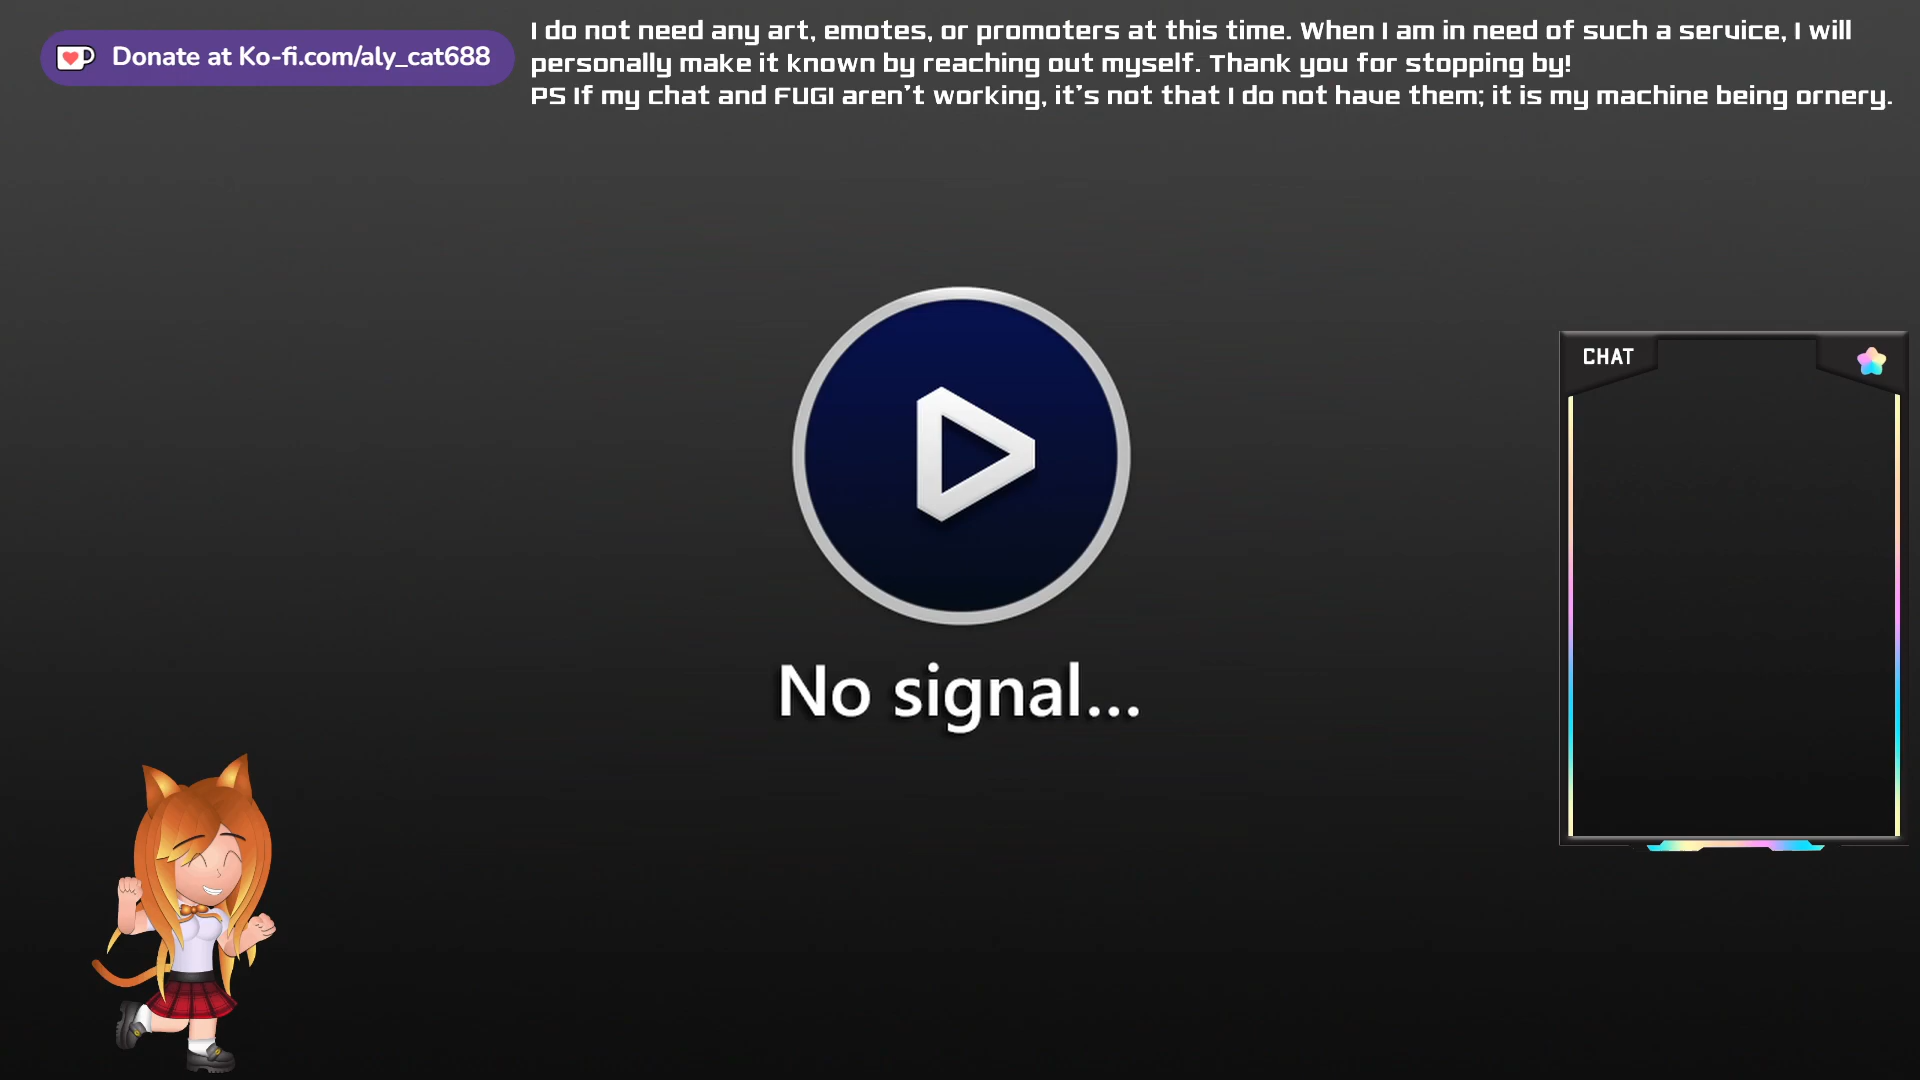 Donate at Ko-fi.com/aly_cat688
I do not need any art, emotes, or promoters at this time. When I am in need of such a service, I will
personally make it known by reaching out myself. Thank you for stopping by!
PS If my chat and FUGI aren't working, it's not that I do not have them; it is my machine being ornery.
CHAT
No signal...